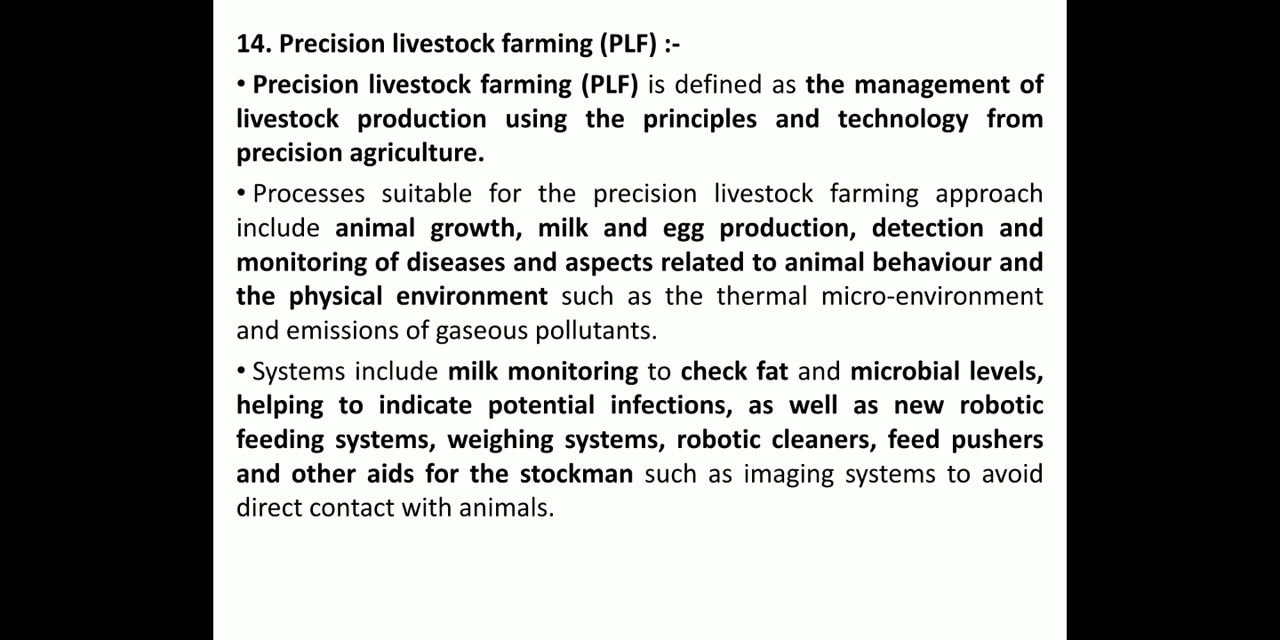 14. Precision livestock farming (PLF) :-
• Precision livestock farming (PLF) is defined as the management of
livestock production using the principles and technology from
precision agriculture.
• Processes suitable for the precision livestock farming approach
include animal growth, milk and egg production, detection and
monitoring of diseases and aspects related to animal behaviour and
the physical environment such as the thermal micro-environment
and emissions of gaseous pollutants.
• Systems include milk monitoring to check fat and microbial levels,
helping to indicate potential infections, as well as new robotic
feeding systems, weighing systems, robotic cleaners, feed pushers
and other aids for the stockman such as imaging systems to avoid
direct contact with animals.